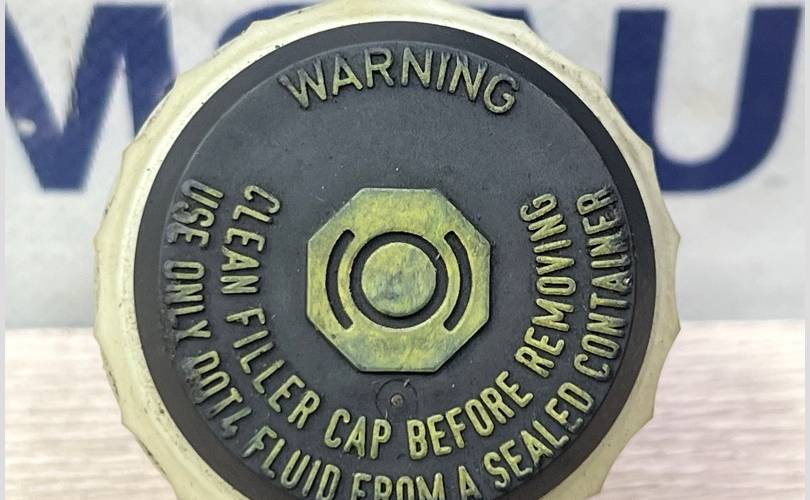 WARNING
CLEAN FILLER CAP BEFORE REMOVING
USE ONLY DOT4 FLUID FROM A SEALED CONTAINER